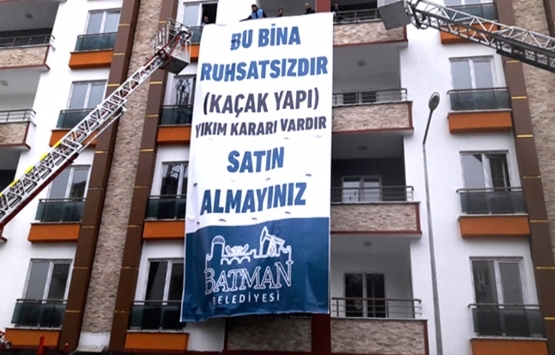 BU BİNA
RUHSATSIZDIR
(KAÇAK YAPI)
YIKIM KARARI VARDIR
SATIN
ALMAYINIZ
BATMAN
BELEDİYESİ